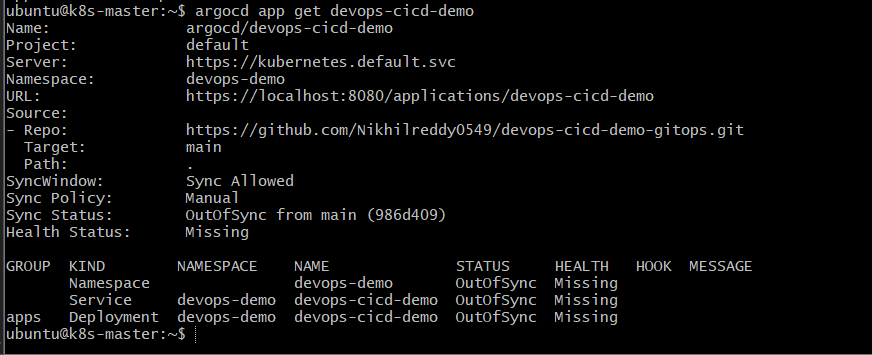 ubuntu@k8s-master:~$ argocd app get devops-cicd-demo
Name:               argocd/devops-cicd-demo
Project:            default
Server:             https://kubernetes.default.svc
Namespace:          devops-demo
URL:                https://localhost:8080/applications/devops-cicd-demo
Source:
- Repo:             https://github.com/Nikhilreddy0549/devops-cicd-demo-gitops.git
  Target:           main
  Path:             .
SyncWindow:         Sync Allowed
Sync Policy:        Manual
Sync Status:        OutOfSync from main (986d409)
Health Status:      Missing

GROUP  KIND        NAMESPACE    NAME              STATUS     HEALTH   HOOK  MESSAGE
       Namespace                devops-demo       OutOfSync  Missing
       Service     devops-demo  devops-cicd-demo  OutOfSync  Missing
apps   Deployment  devops-demo  devops-cicd-demo  OutOfSync  Missing
ubuntu@k8s-master:~$